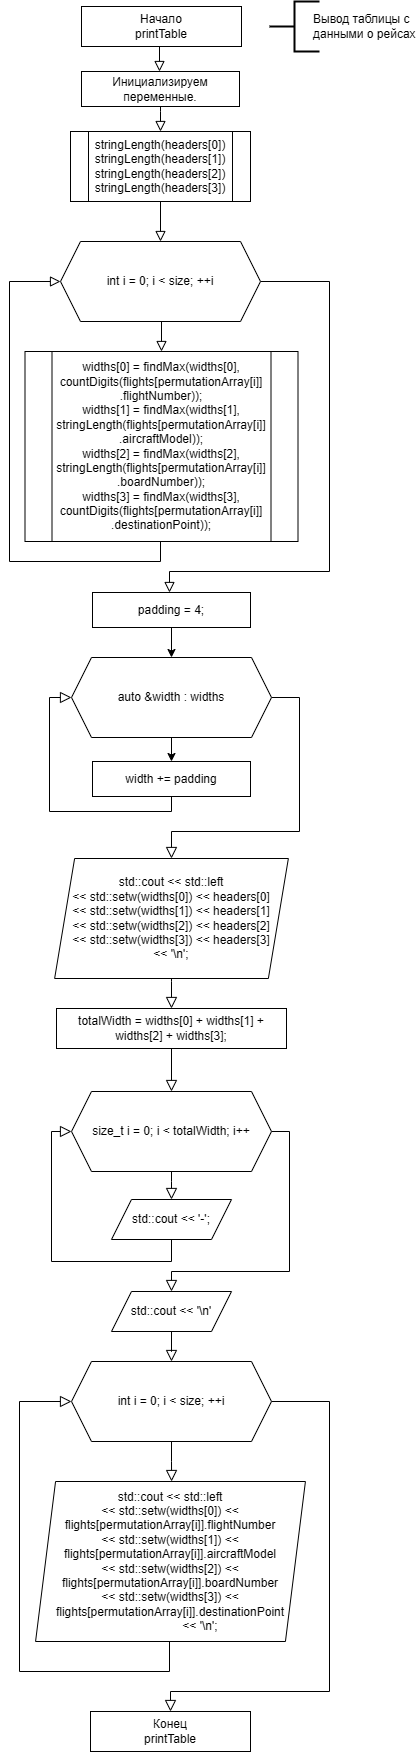 Начало
printTable
Вывод таблицы с
данными о рейсах
Инициализируем
переменные.
stringLength(headers[0])
stringLength(headers[1])
stringLength(headers[2])
stringLength(headers[3])
int i = 0; i < size; ++i
widths[0] = findMax(widths[0],
countDigits(flights[permutationArray[i]]
.flightNumber));
widths[1] = findMax(widths[1],
stringLength(flights[permutationArray[i]]
.aircraftModel));
widths[2] = findMax(widths[2],
stringLength(flights[permutationArray[i]]
.boardNumber));
widths[3] = findMax(widths[3],
countDigits(flights[permutationArray[i]]
.destinationPoint));
padding = 4;
auto &width : widths
width += padding
std::cout << std::left
<< std::setw(widths[0]) << headers[0]
<< std::setw(widths[1]) << headers[1]
<< std::setw(widths[2]) << headers[2]
<< std::setw(widths[3]) << headers[3]
<< '\n';
totalWidth = widths[0] + widths[1] +
widths[2] + widths[3];
size_t i = 0; i < totalWidth; i++
std::cout << '-';
std::cout << '\n'
int i = 0; i < size; ++i
std::cout << std::left
<< std::setw(widths[0]) <<
flights[permutationArray[i]].flightNumber
<< std::setw(widths[1]) <<
flights[permutationArray[i]].aircraftModel
<< std::setw(widths[2]) <<
flights[permutationArray[i]].boardNumber
<< std::setw(widths[3]) <<
flights[permutationArray[i]].destinationPoint
<< '\n';
Конец
printTable